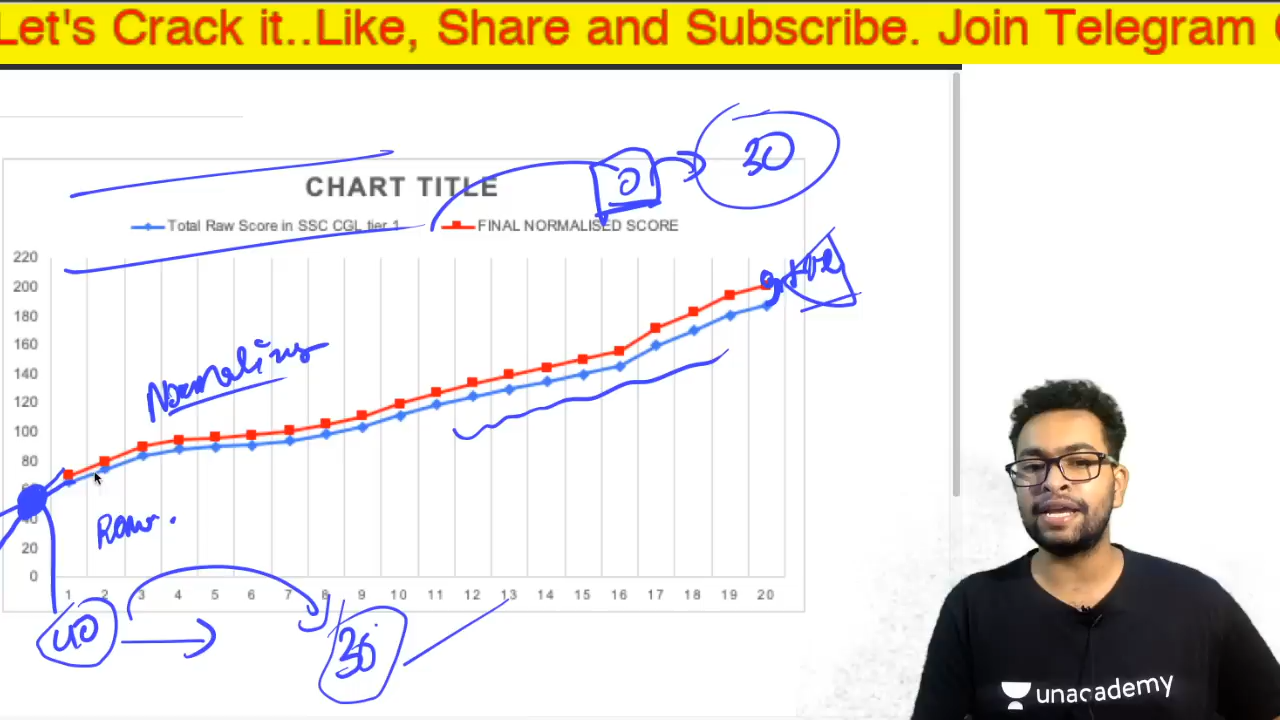 Let's Crack it..Like, Share and Subscribe. Join Telegram
0 → 30
CHART TITLE
Total Raw Score in SSC CGL tier 1
FINAL NORMALISED SCORE
220
200
180
160
140
120
100
80
40
20
0
Raw.
1 2 3 4 5 6 7 8 9 10 11 12 13 14 15 16 17 18 19 20
40 →
unacademy